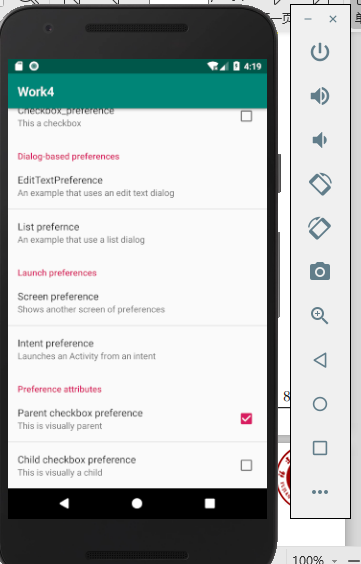 4:19
Work4
Checkbox_preference
This a checkbox
Dialog-based preferences
EditTextPreference
An example that uses an edit text dialog
List prefernce
An example that use a list dialog
Launch preferences
Screen preference
Shows another screen of preferences
Intent preference
Launches an Activity from an intent
Preference attributes
Parent checkbox preference
This is visually parent
Child checkbox preference
This is visually a child
8
100%